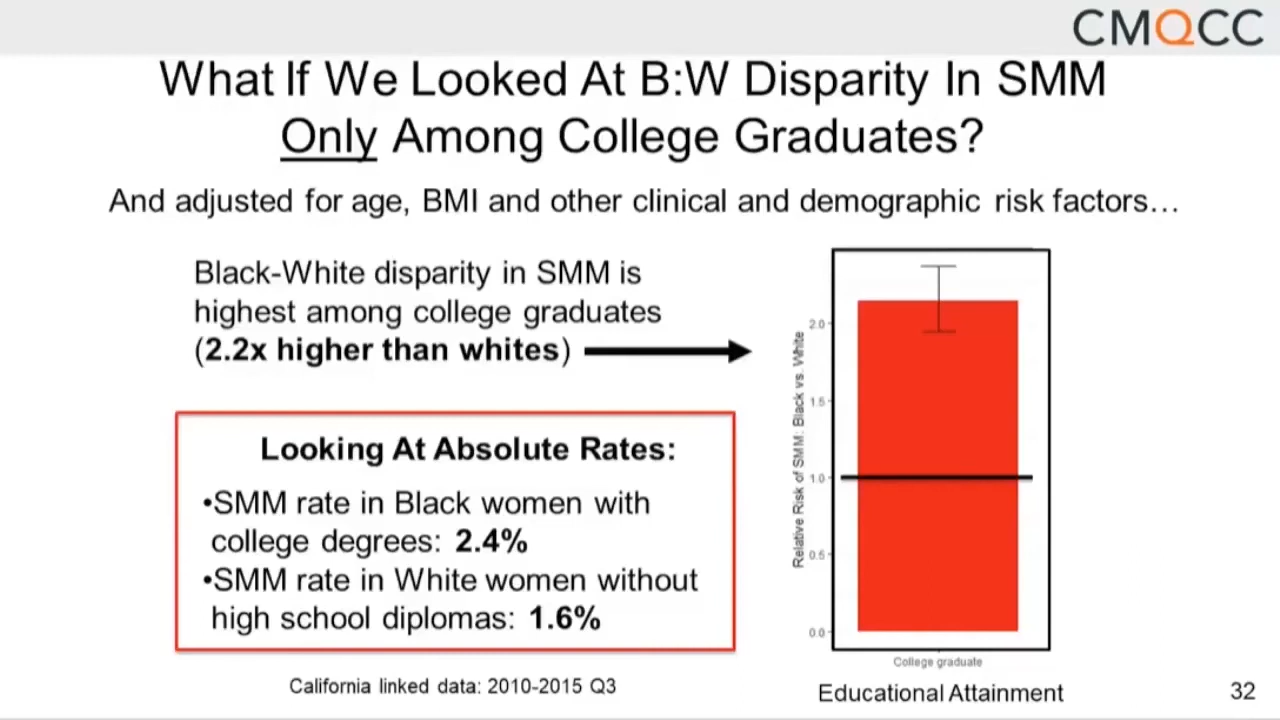 CMQCC
What If We Looked At B:W Disparity In SMM
Only Among College Graduates?
And adjusted for age, BMI and other clinical and demographic risk factors…
Black-White disparity in SMM is
highest among college graduates
(2.2x higher than whites)
Looking At Absolute Rates:
•SMM rate in Black women with
college degrees: 2.4%
•SMM rate in White women without
high school diplomas: 1.6%
California linked data: 2010-2015 Q3
Relative Risk of SMM: Black vs. White
2.0
1.5
1.0
0.5
0.0
College graduate
Educational Attainment
32